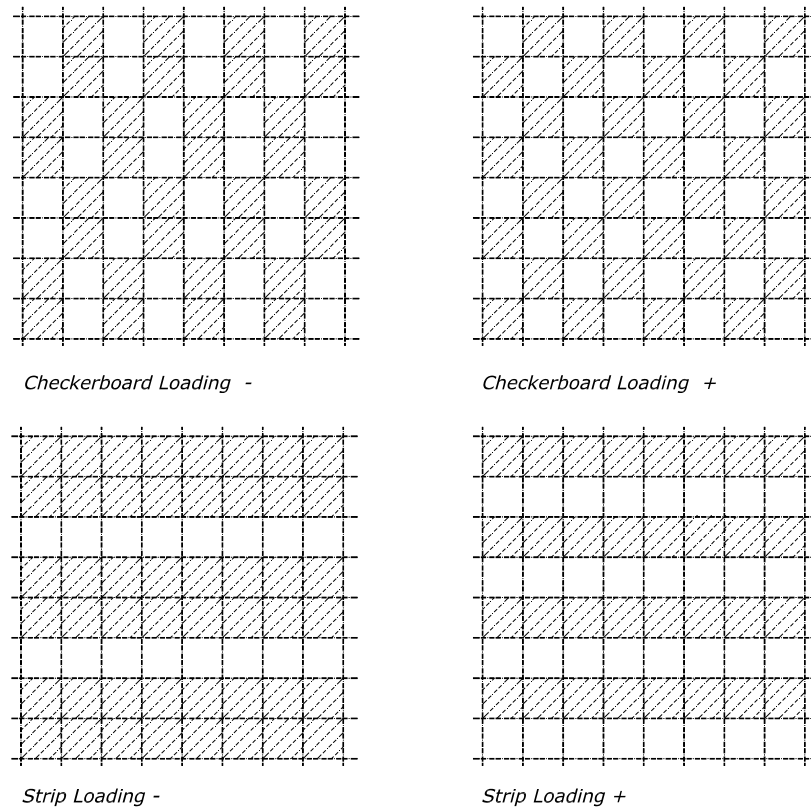 Checkerboard Loading -
Checkerboard Loading +
Strip Loading -
Strip Loading +